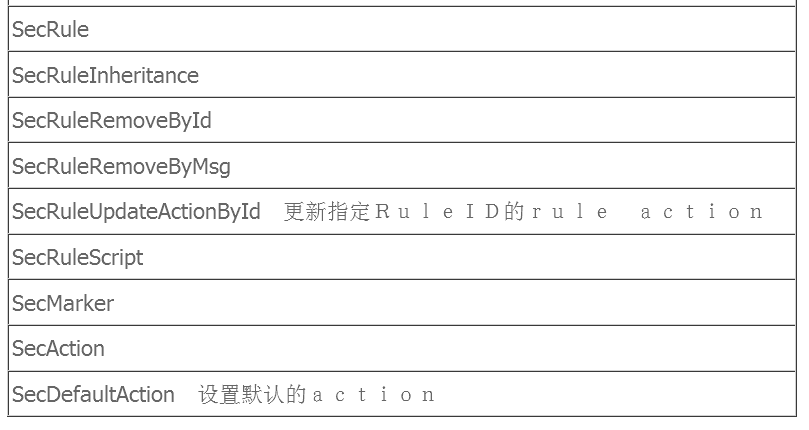 SecRule
SecRuleInheritance
SecRuleRemoveById
SecRuleRemoveByMsg
SecRuleUpdateActionById 更新指定ＲｕｌｅＩＤ的ｒｕｌｅ　ａｃｔｉｏｎ
SecRuleScript
SecMarker
SecAction
SecDefaultAction 设置默认的ａｃｔｉｏｎ